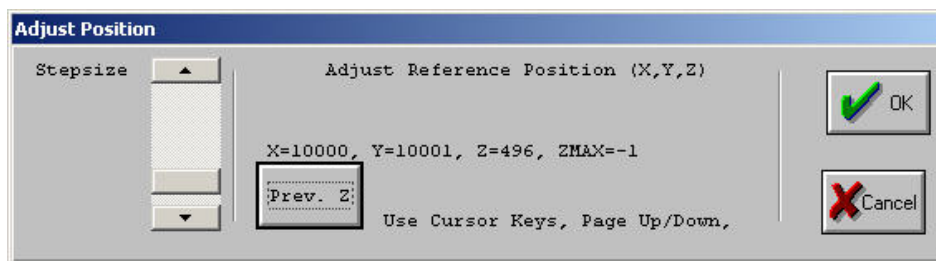 Adjust Position
Stepsize
Adjust Reference Position (X,Y,Z)
OK
X=10000, Y=10001, Z=496, ZMAX=-1
Prev. Z
Cancel
Use Cursor Keys, Page Up/Down,